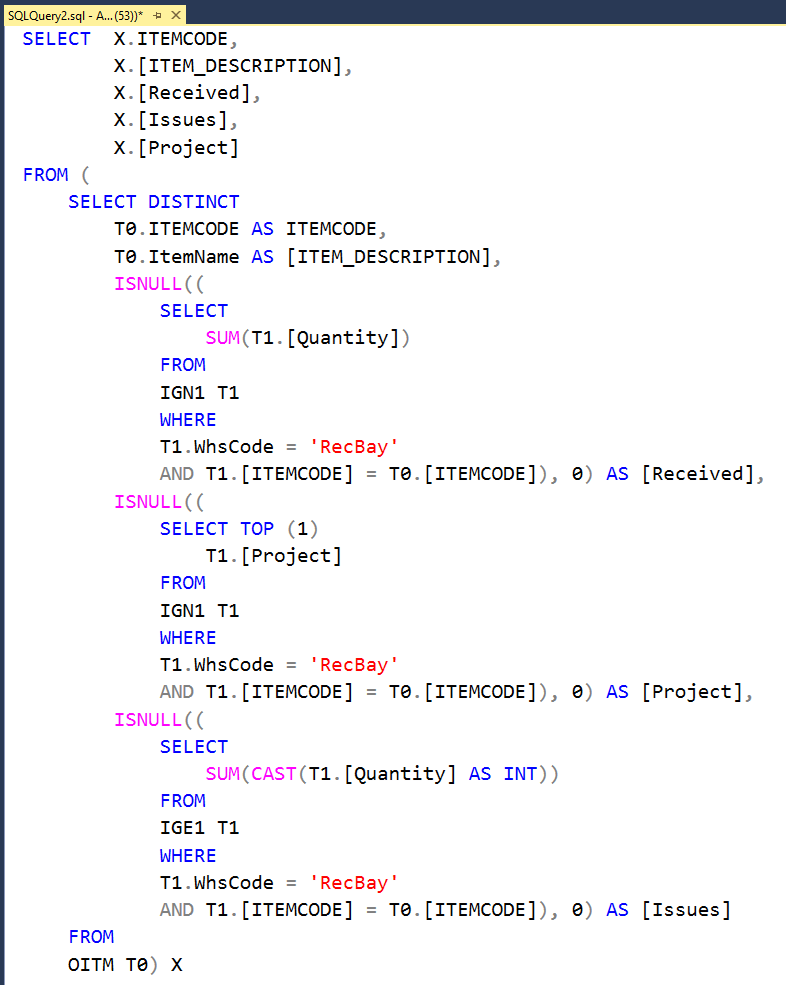 SQLQuery2.sql - A...(53))*
SELECT  X.ITEMCODE,
        X.[ITEM_DESCRIPTION],
        X.[Received],
        X.[Issues],
        X.[Project]
FROM (
    SELECT DISTINCT
        T0.ITEMCODE AS ITEMCODE,
        T0.ItemName AS [ITEM_DESCRIPTION],
        ISNULL((
            SELECT
                SUM(T1.[Quantity])
            FROM
            IGN1 T1
            WHERE
            T1.WhsCode = 'RecBay'
            AND T1.[ITEMCODE] = T0.[ITEMCODE]), 0) AS [Received],
        ISNULL((
            SELECT TOP (1)
                T1.[Project]
            FROM
            IGN1 T1
            WHERE
            T1.WhsCode = 'RecBay'
            AND T1.[ITEMCODE] = T0.[ITEMCODE]), 0) AS [Project],
        ISNULL((
            SELECT
                SUM(CAST(T1.[Quantity] AS INT))
            FROM
            IGE1 T1
            WHERE
            T1.WhsCode = 'RecBay'
            AND T1.[ITEMCODE] = T0.[ITEMCODE]), 0) AS [Issues]
    FROM
    OITM T0) X